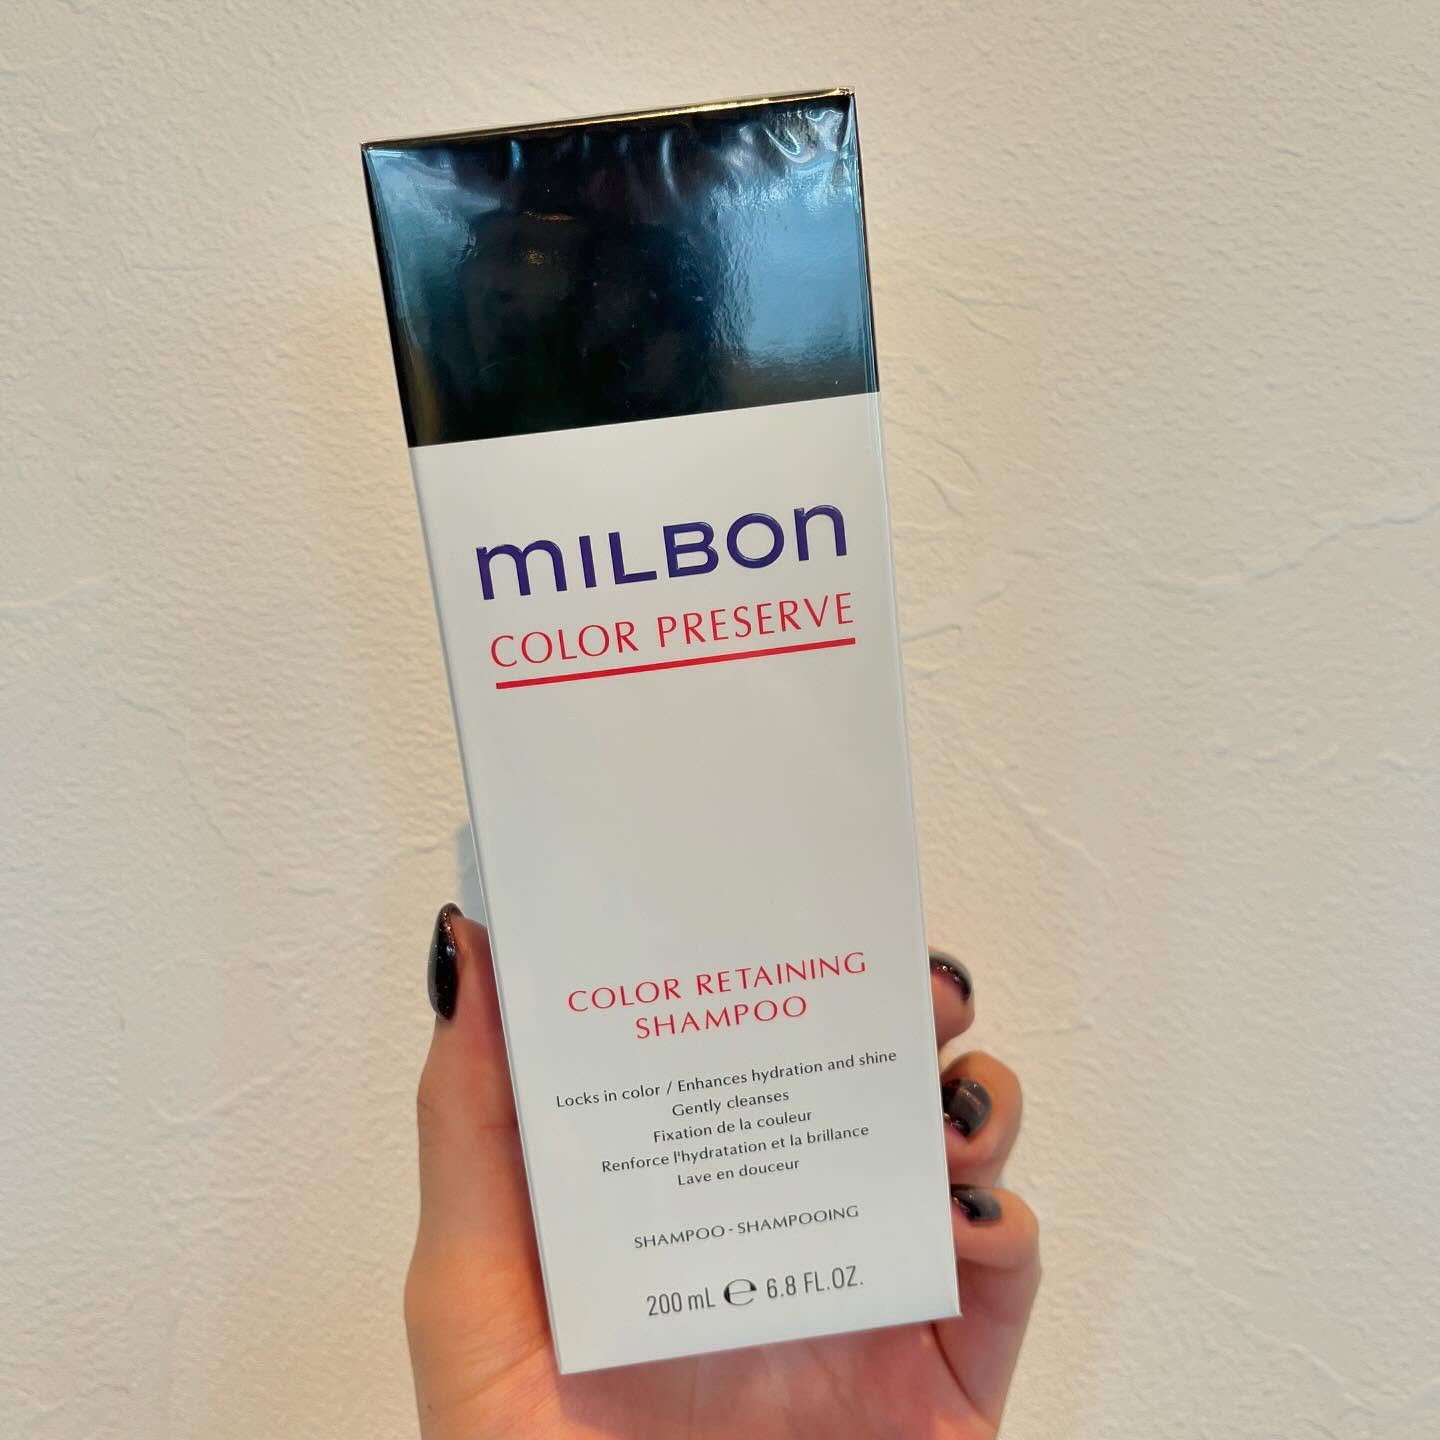 mILBOn
COLOR PRESERVE
COLOR RETAINING
SHAMPOO
Locks in color / Enhances hydration and shine
Gently cleanses
Fixation de la couleur
Renforce l'hydratation et la brillance
Lave en douceur
SHAMPOO - SHAMPOOING
200 mL ℮ 6.8 FL.OZ.